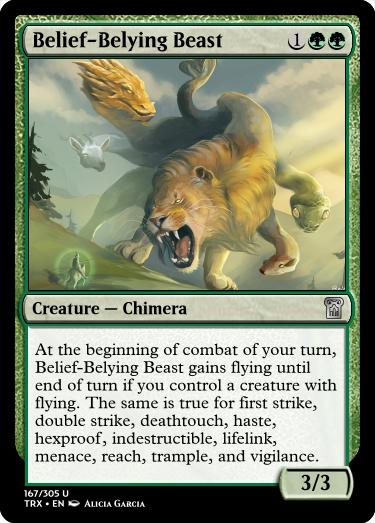 Belief-Belying Beast 1
Creature — Chimera
At the beginning of combat of your turn,
Belief-Belying Beast gains flying until
end of turn if you control a creature with
flying. The same is true for first strike,
double strike, deathtouch, haste,
hexproof, indestructible, lifelink,
menace, reach, trample, and vigilance.
3/3
167/305 U
TRX • EN Alicia Garcia